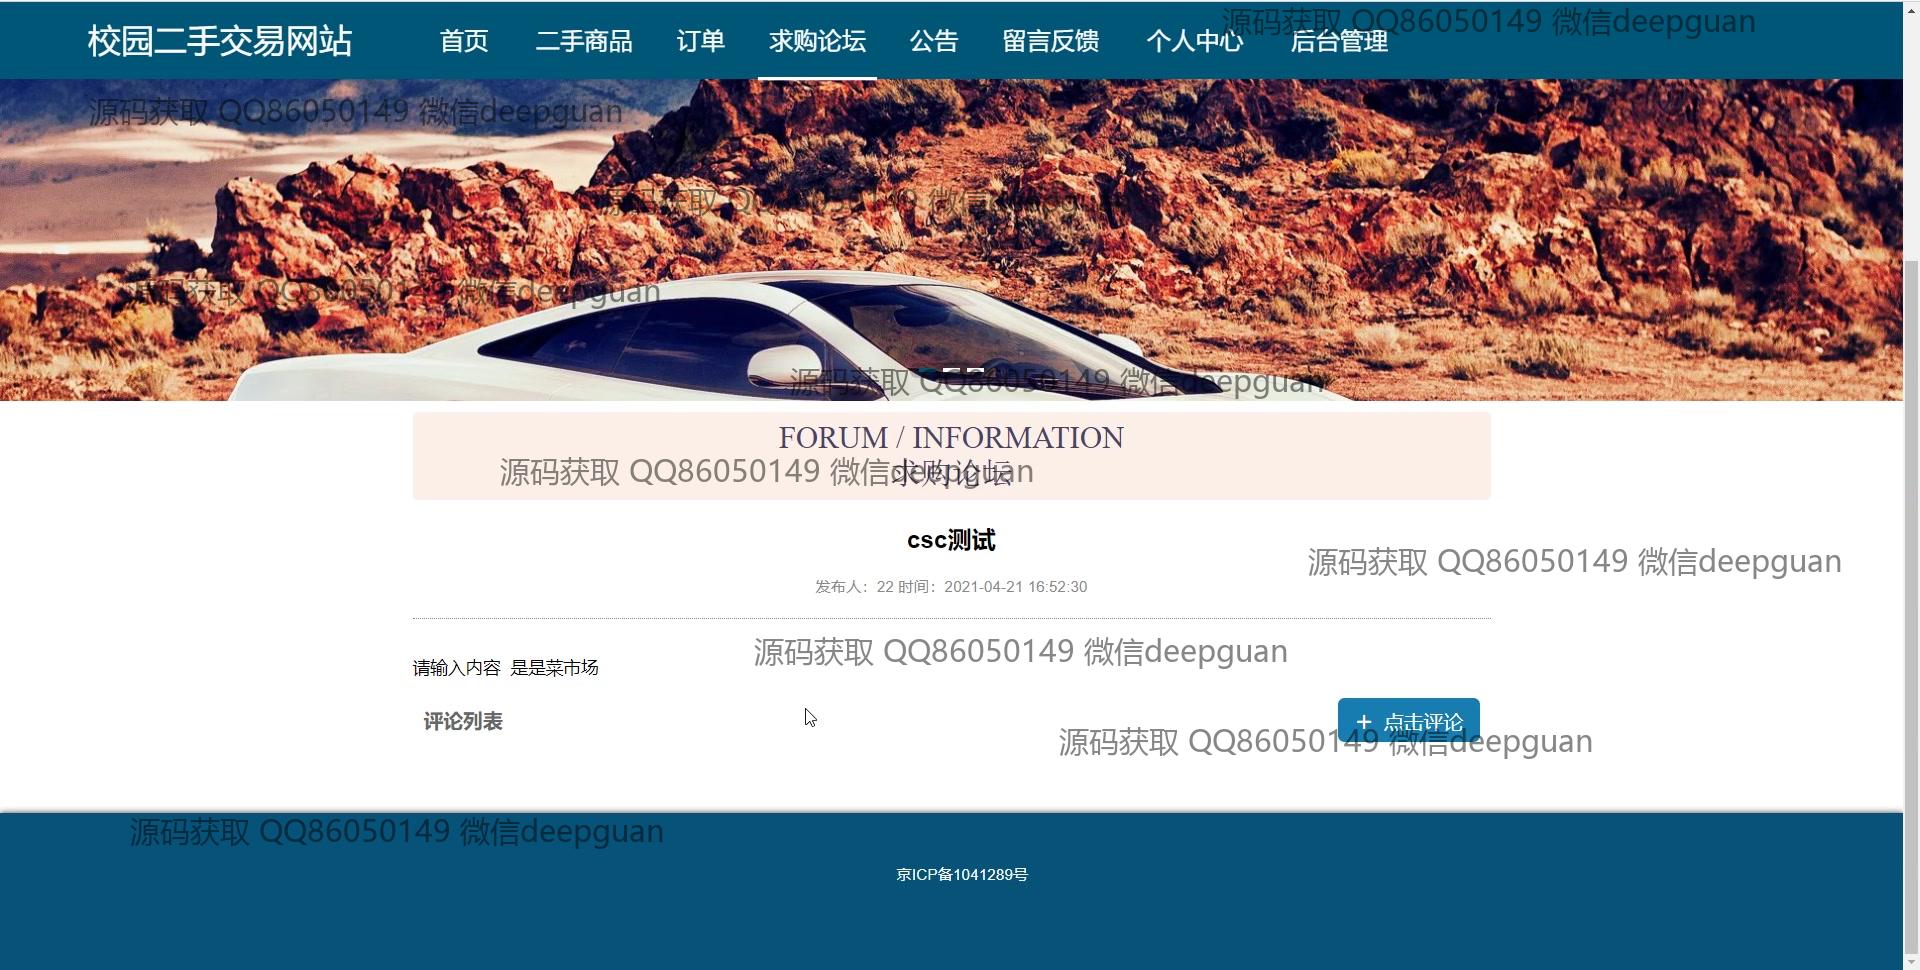 校园二手交易网站 首页 二手商品 订单 求购论坛 公告 留言反馈 个人中心 后台管理
源码获取 QQ86050149 微信deepguan
源码获取 QQ86050149 微信deepguan
源码获取 QQ86050149 微信deepguan
源码获取 QQ86050149 微信deepguan
源码获取 QQ86050149 微信deepguan
FORUM / INFORMATION
求购论坛
源码获取 QQ86050149 微信deepguan
csc测试
源码获取 QQ86050149 微信deepguan
发布人：22 时间：2021-04-21 16:52:30
源码获取 QQ86050149 微信deepguan
请输入内容 是是菜市场
评论列表
+ 点击评论
源码获取 QQ86050149 微信deepguan
源码获取 QQ86050149 微信deepguan
京ICP备1041289号